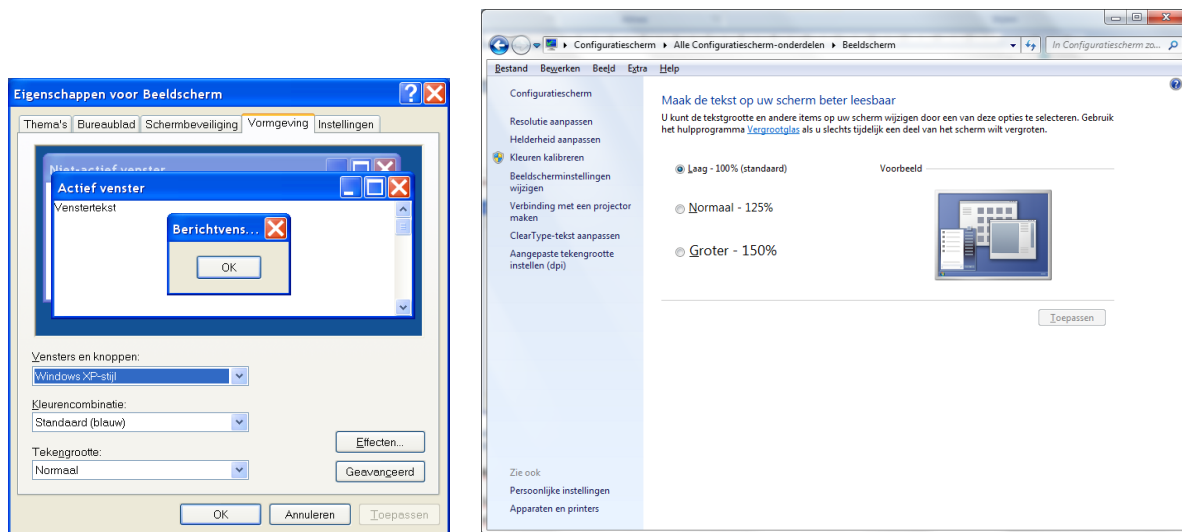 Eigenschappen voor Beeldscherm
Thema's Bureaublad Schermbeveiliging Vormgeving Instellingen
Niet-actief venster
Actief venster
Venstertekst
Berichtvens...
OK
Vensters en knoppen:
Windows XP-stijl
Kleurencombinatie:
Standaard (blauw)
Effecten...
Tekengrootte:
Normaal
Geavanceerd
OK Annuleren Toepassen
Configuratiescherm Alle Configuratiescherm-onderdelen Beeldscherm
In Configuratiescherm zo...
Bestand Bewerken Beeld Extra Help
Configuratiescherm
Resolutie aanpassen
Helderheid aanpassen
Kleuren kalibreren
Beeldscherminstellingen
wijzigen
Verbinding met een projector
maken
ClearType-tekst aanpassen
Aangepaste tekengrootte
instellen (dpi)
Zie ook
Persoonlijke instellingen
Apparaten en printers
Maak de tekst op uw scherm beter leesbaar
U kunt de tekstgrootte en andere items op uw scherm wijzigen door een van deze opties te selecteren. Gebruik
het hulpprogramma Vergrootglas als u slechts tijdelijk een deel van het scherm wilt vergroten.
Laag - 100% (standaard) Voorbeeld
Normaal - 125%
Groter - 150%
Toepassen